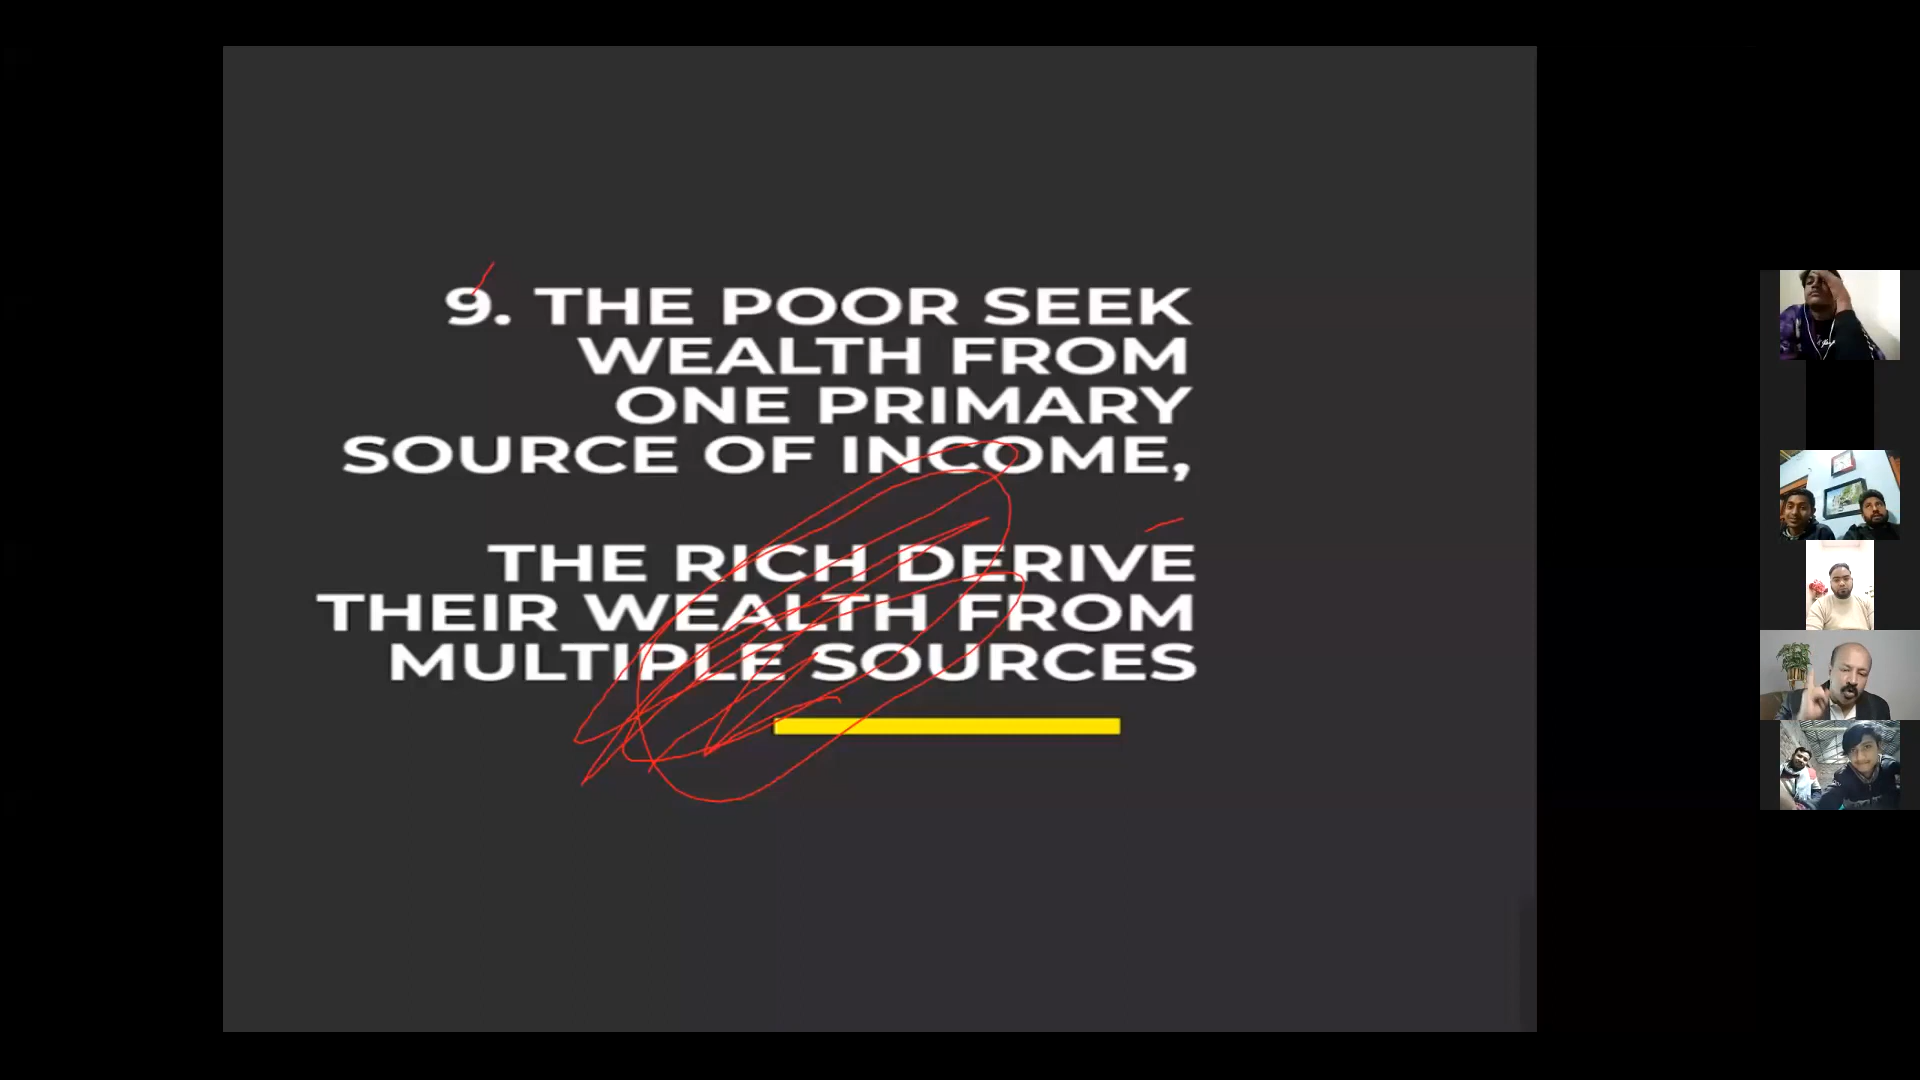 9. THE POOR SEEK
WEALTH FROM
ONE PRIMARY
SOURCE OF INCOME,
THE RICH DERIVE
THEIR WEALTH FROM
MULTIPLE SOURCES